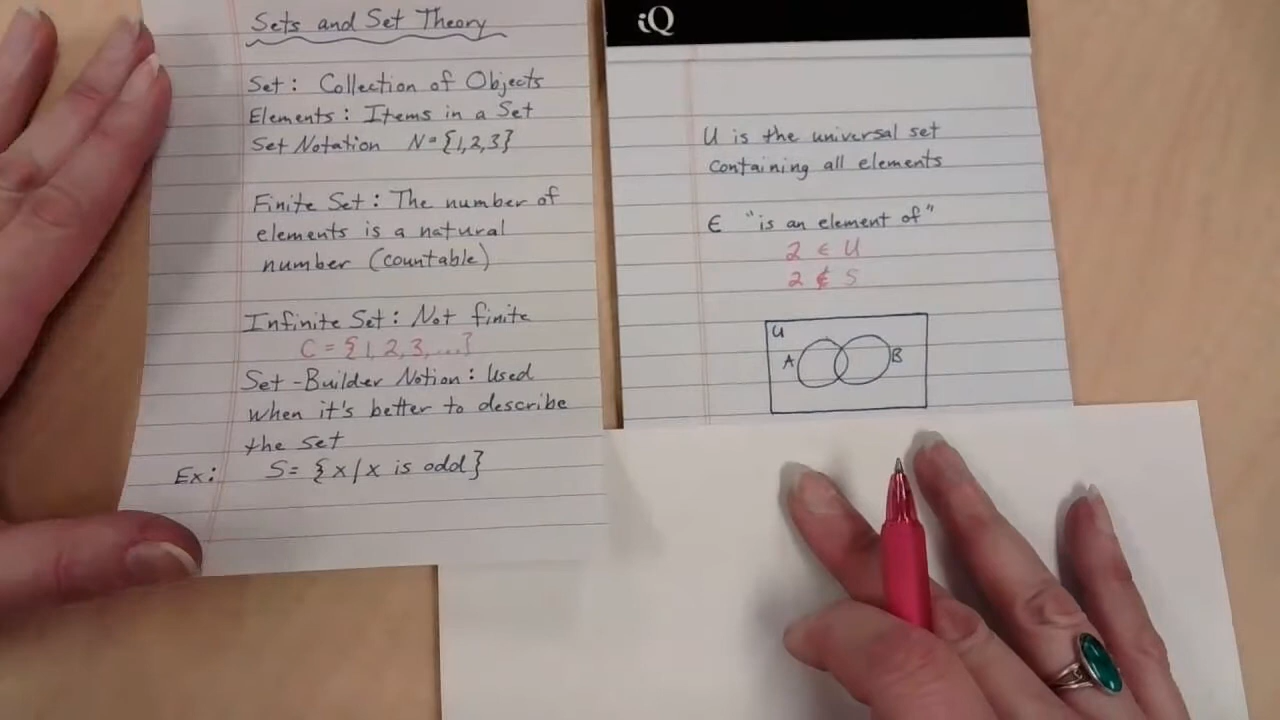 Sets and Set Theory
Set: Collection of Objects
Elements: Items in a Set
Set Notation N={1,2,3}
Finite Set: The number of
elements is a natural
number (countable)
Infinite Set: Not finite
C = {1, 2, 3, ...}
Set-Builder Notion: Used
when it's better to describe
the set
Ex: S= {x/x is odd}
iQ
U is the universal set
containing all elements
∈ "is an element of"
2 ∈ U
2 ∉ S
U
A B